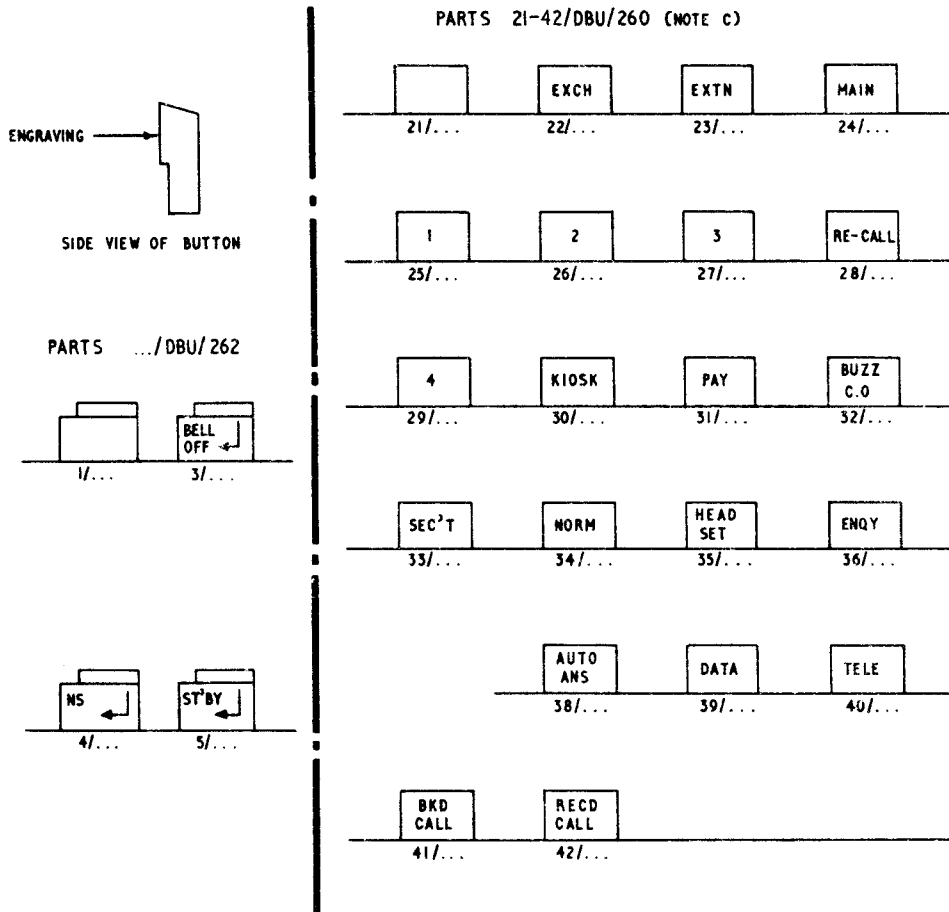 PARTS 21-42/DBU/260 (NOTE C)
ENGRAVING
SIDE VIEW OF BUTTON
PARTS .../DBU/262
1/...
BELL
OFF
3/...
NS
4/...
ST'BY
5/...
21/...
EXCH
22/...
EXTN
23/...
MAIN
24/...
1
25/...
2
26/...
3
27/...
RE-CALL
28/...
4
29/...
KIOSK
30/...
PAY
31/...
BUZZ
C.O
32/...
SEC'T
33/...
NORM
34/...
HEAD
SET
35/...
ENQY
36/...
AUTO
ANS
38/...
DATA
39/...
TELE
40/...
BKD
CALL
41/...
RECD
CALL
42/...